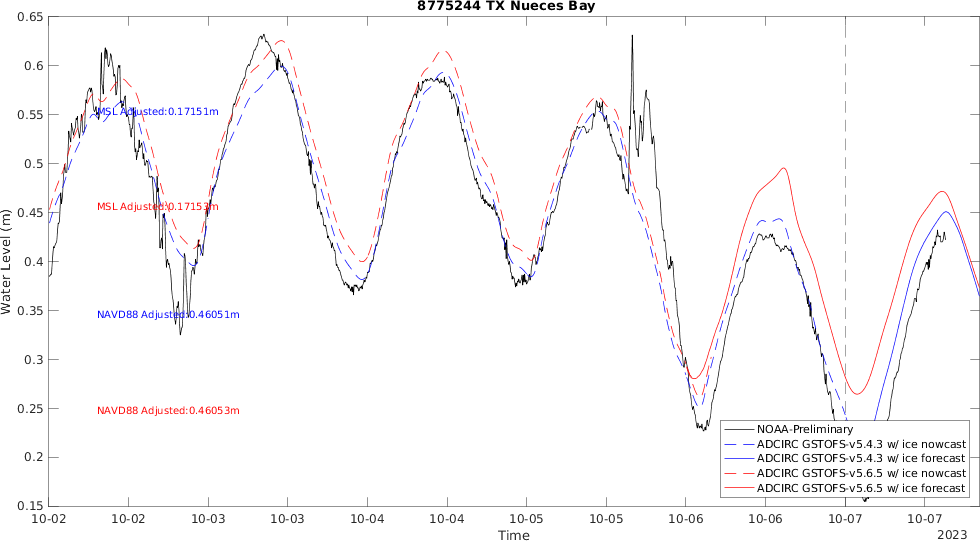 8775244 TX Nueces Bay
0.65
0.6
0.55
0.5
0.45
0.4
0.35
0.3
0.25
0.2
0.15
Water Level (m)
MSL Adjusted:0.17151m
MSL Adjusted:0.17153m
NAVD88 Adjusted:0.46051m
NAVD88 Adjusted:0.46053m
NOAA-Preliminary
ADCIRC GSTOFS-v5.4.3 w/ ice nowcast
ADCIRC GSTOFS-v5.4.3 w/ ice forecast
ADCIRC GSTOFS-v5.6.5 w/ ice nowcast
ADCIRC GSTOFS-v5.6.5 w/ ice forecast
10-02 10-02 10-03 10-03 10-04 10-04 10-05 10-05 10-06 10-06 10-07 10-07
Time
2023